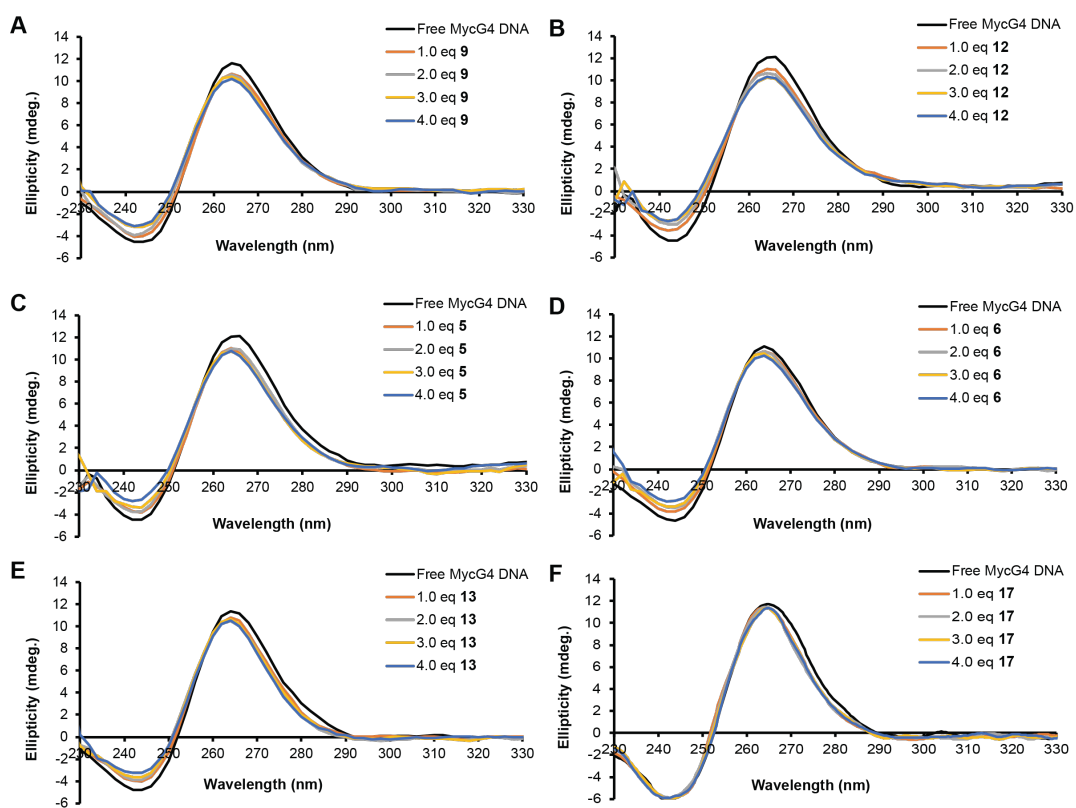 A
Free MycG4 DNA
1.0 eq 9
2.0 eq 9
3.0 eq 9
4.0 eq 9
Ellipticity (mdeg.)
14
12
10
8
6
4
2
0
-2
-4
-6
230 240 250 260 270 280 290 300 310 320 330
Wavelength (nm)
B
Free MycG4 DNA
1.0 eq 12
2.0 eq 12
3.0 eq 12
4.0 eq 12
Ellipticity (mdeg.)
14
12
10
8
6
4
2
0
-2
-4
-6
230 240 250 260 270 280 290 300 310 320 330
Wavelength (nm)
C
Free MycG4 DNA
1.0 eq 5
2.0 eq 5
3.0 eq 5
4.0 eq 5
Ellipticity (mdeg.)
14
12
10
8
6
4
2
0
-2
-4
-6
230 240 250 260 270 280 290 300 310 320 330
Wavelength (nm)
D
Free MycG4 DNA
1.0 eq 6
2.0 eq 6
3.0 eq 6
4.0 eq 6
Ellipticity (mdeg.)
14
12
10
8
6
4
2
0
-2
-4
-6
230 240 250 260 270 280 290 300 310 320 330
Wavelength (nm)
E
Free MycG4 DNA
1.0 eq 13
2.0 eq 13
3.0 eq 13
4.0 eq 13
Ellipticity (mdeg.)
14
12
10
8
6
4
2
0
-2
-4
-6
230 240 250 260 270 280 290 300 310 320 330
Wavelength (nm)
F
Free MycG4 DNA
1.0 eq 17
2.0 eq 17
3.0 eq 17
4.0 eq 17
Ellipticity (mdeg.)
14
12
10
8
6
4
2
0
-2
-4
-6
230 240 250 260 270 280 290 300 310 320 330
Wavelength (nm)